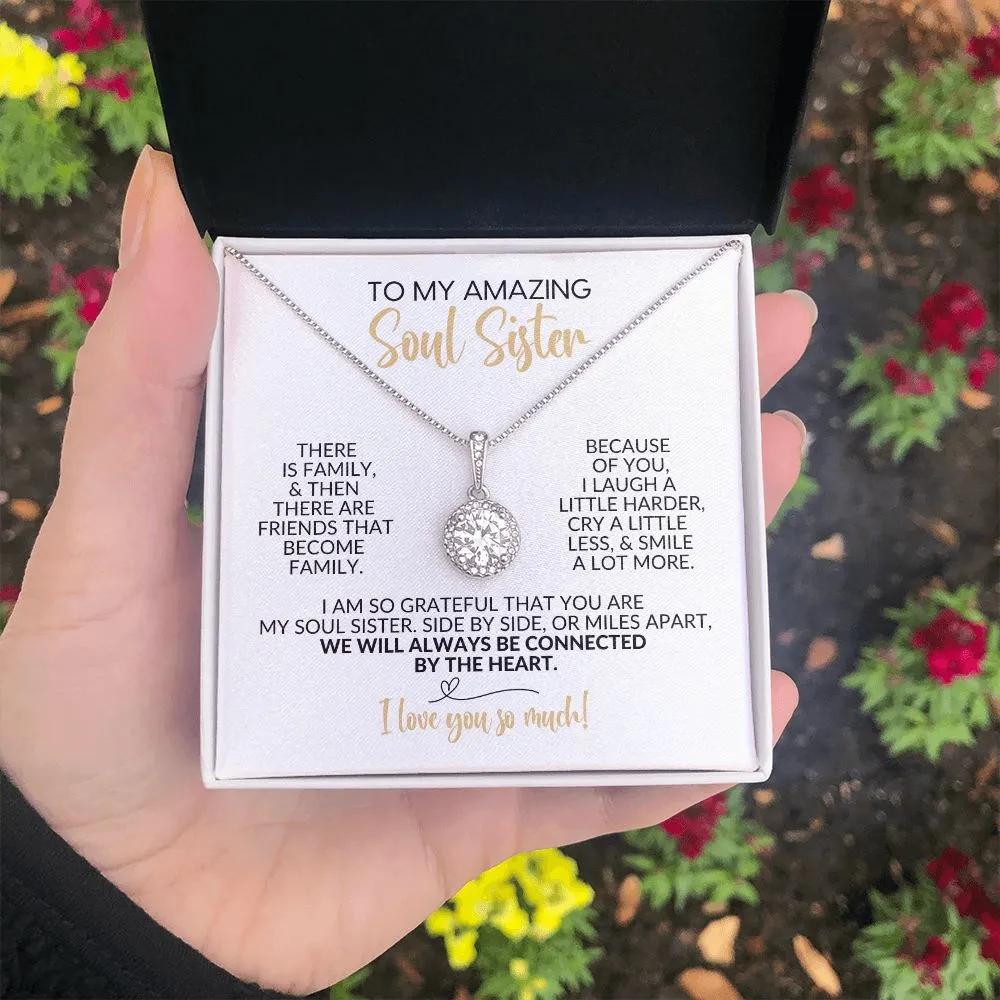 TO MY AMAZING
Soul Sister
THERE
IS FAMILY,
& THEN
THERE ARE
FRIENDS THAT
BECOME
FAMILY.
BECAUSE
OF YOU,
I LAUGH A
LITTLE HARDER,
CRY A LITTLE
LESS, & SMILE
A LOT MORE.
I AM SO GRATEFUL THAT YOU ARE
MY SOUL SISTER. SIDE BY SIDE, OR MILES APART,
WE WILL ALWAYS BE CONNECTED
BY THE HEART.
I love you so much!